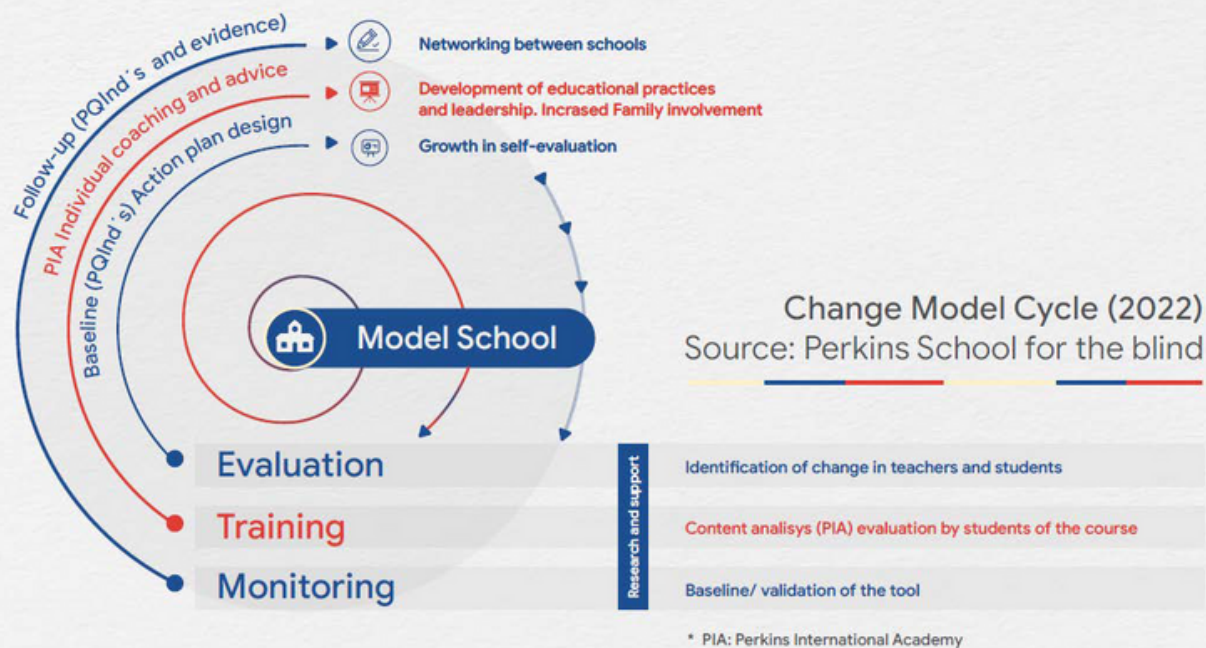 Follow-up (PQInd´s and evidence)
PIA Individual coaching and advice
Baseline (PQInd´s) Action plan design
Networking between schools
Development of educational practices
and leadership. Incrased Family involvement
Growth in self-evaluation
Model School
Change Model Cycle (2022)
Source: Perkins School for the blind
Evaluation
Training
Monitoring
Research and support
Identification of change in teachers and students
Content analisys (PIA) evaluation by students of the course
Baseline/ validation of the tool
* PIA: Perkins International Academy